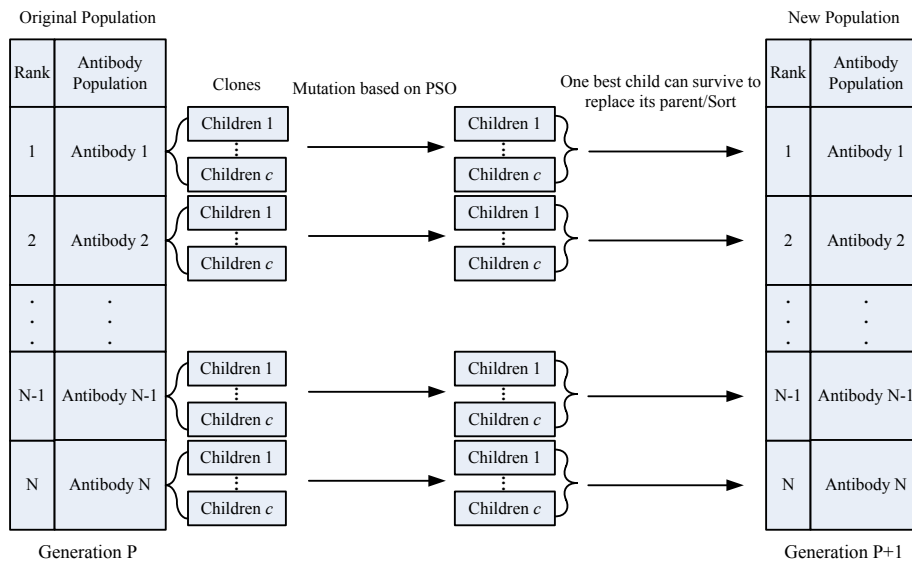 Original Population
New Population
Rank
Antibody
Population
Clones
Mutation based on PSO
One best child can survive to
replace its parent/Sort
Rank
Antibody
Population
1
Antibody 1
Children 1
Children c
Children 1
Children c
1
Antibody 1
2
Antibody 2
Children 1
Children c
Children 1
Children c
2
Antibody 2
N-1
Antibody N-1
Children 1
Children c
Children 1
Children c
N-1
Antibody N-1
N
Antibody N
Children 1
Children c
Children 1
Children c
N
Antibody N
Generation P
Generation P+1